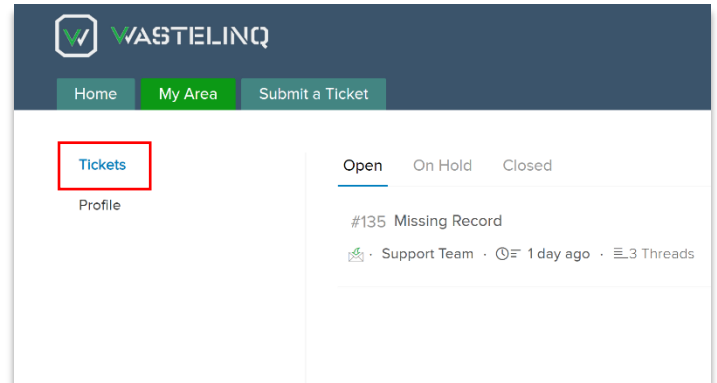 WASTELINQ
Home My Area Submit a Ticket
Tickets
Profile
Open On Hold Closed
#135 Missing Record
· Support Team · 1 day ago · 3 Threads